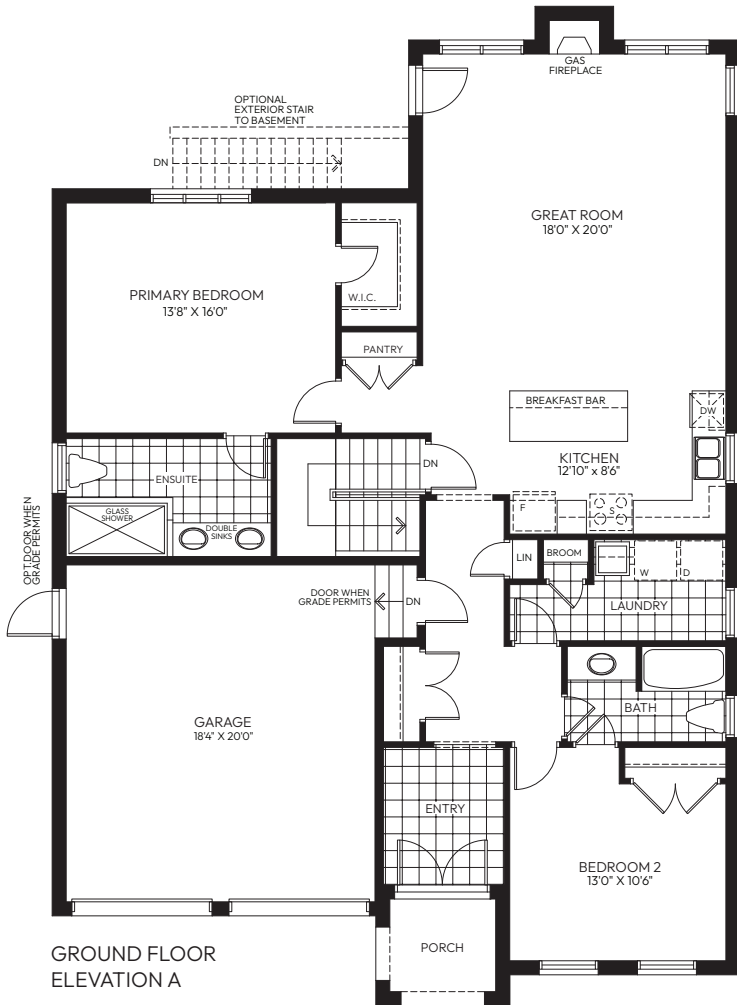 GAS
FIREPLACE
OPTIONAL
EXTERIOR STAIR
TO BASEMENT
DN
GREAT ROOM
18'0" X 20'0"
PRIMARY BEDROOM
13'8" X 16'0"
W.I.C.
PANTRY
BREAKFAST BAR
DW
KITCHEN
12'10" x 8'6"
DN
ENSUITE
GLASS
SHOWER
DOUBLE
SINKS
F
S
OPT. DOOR WHEN
GRADE PERMITS
LIN
BROOM
W
D
DOOR WHEN
GRADE PERMITS
DN
LAUNDRY
BATH
GARAGE
18'4" X 20'0"
ENTRY
BEDROOM 2
13'0" X 10'6"
PORCH
GROUND FLOOR
ELEVATION A